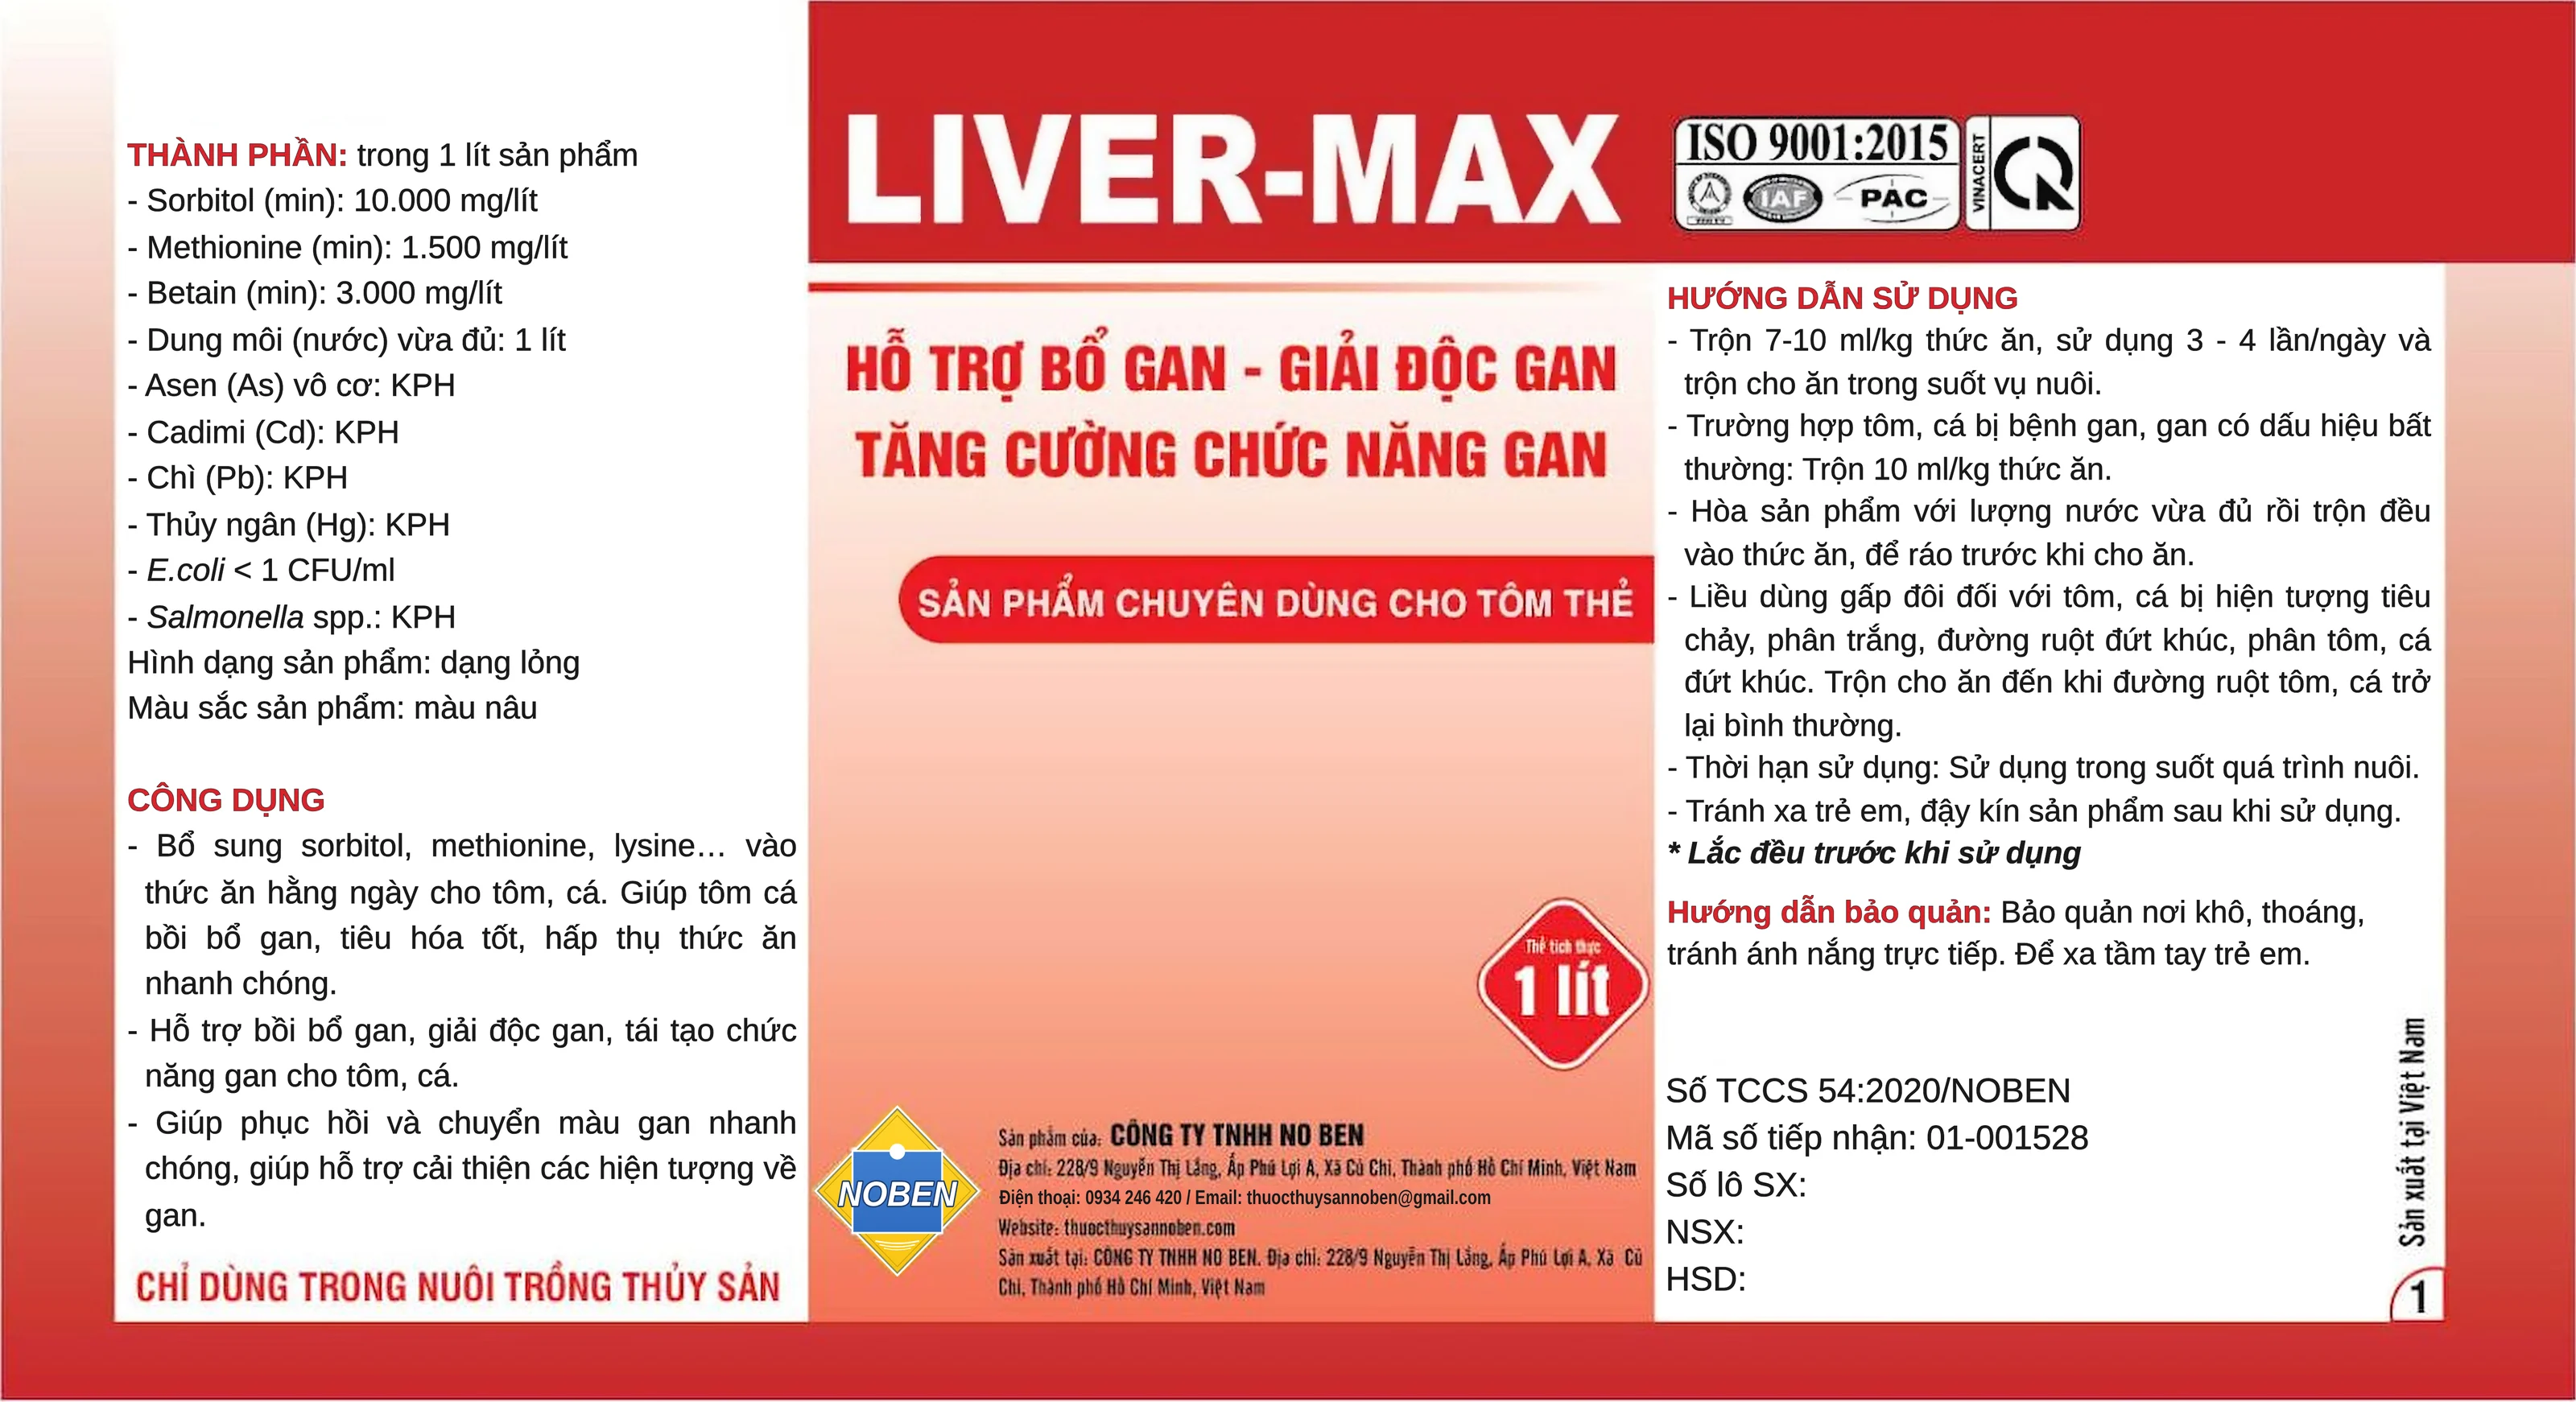 THÀNH PHẦN: trong 1 lít sản phẩm
- Sorbitol (min): 10.000 mg/lít
- Methionine (min): 1.500 mg/lít
- Betain (min): 3.000 mg/lít
- Dung môi (nước) vừa đủ: 1 lít
- Asen (As) vô cơ: KPH
- Cadimi (Cd): KPH
- Chì (Pb): KPH
- Thủy ngân (Hg): KPH
- E.coli < 1 CFU/ml
- Salmonella spp.: KPH
Hình dạng sản phẩm: dạng lỏng
Màu sắc sản phẩm: màu nâu
CÔNG DỤNG
- Bổ sung sorbitol, methionine, lysine… vào
thức ăn hằng ngày cho tôm, cá. Giúp tôm cá
bồi bổ gan, tiêu hóa tốt, hấp thụ thức ăn
nhanh chóng.
- Hỗ trợ bồi bổ gan, giải độc gan, tái tạo chức
năng gan cho tôm, cá.
- Giúp phục hồi và chuyển màu gan nhanh
chóng, giúp hỗ trợ cải thiện các hiện tượng về
gan.
CHỈ DÙNG TRONG NUÔI TRỒNG THỦY SẢN
LIVER-MAX
HỖ TRỢ BỔ GAN - GIẢI ĐỘC GAN
TĂNG CƯỜNG CHỨC NĂNG GAN
SẢN PHẨM CHUYÊN DÙNG CHO TÔM THẺ
Thể tích thực
1 lít
NOBEN
Sản phẩm của: CÔNG TY TNHH NO BEN
Địa chỉ: 228/9 Nguyễn Thị Lắng, Ấp Phú Lợi A, Xã Củ Chi, Thành phố Hồ Chí Minh, Việt Nam
Điện thoại: 0934 246 420 / Email: thuocthuysannoben@gmail.com
Website: thuocthuysannoben.com
Sản xuất tại: CÔNG TY TNHH NO BEN. Địa chỉ: 228/9 Nguyễn Thị Lắng, Ấp Phú Lợi A, Xã Củ
Chi, Thành phố Hồ Chí Minh, Việt Nam
ISO 9001:2015
IAF
PAC
VINACERT
HƯỚNG DẪN SỬ DỤNG
- Trộn 7-10 ml/kg thức ăn, sử dụng 3 - 4 lần/ngày và
trộn cho ăn trong suốt vụ nuôi.
- Trường hợp tôm, cá bị bệnh gan, gan có dấu hiệu bất
thường: Trộn 10 ml/kg thức ăn.
- Hòa sản phẩm với lượng nước vừa đủ rồi trộn đều
vào thức ăn, để ráo trước khi cho ăn.
- Liều dùng gấp đôi đối với tôm, cá bị hiện tượng tiêu
chảy, phân trắng, đường ruột đứt khúc, phân tôm, cá
đứt khúc. Trộn cho ăn đến khi đường ruột tôm, cá trở
lại bình thường.
- Thời hạn sử dụng: Sử dụng trong suốt quá trình nuôi.
- Tránh xa trẻ em, đậy kín sản phẩm sau khi sử dụng.
* Lắc đều trước khi sử dụng
Hướng dẫn bảo quản: Bảo quản nơi khô, thoáng,
tránh ánh nắng trực tiếp. Để xa tầm tay trẻ em.
Số TCCS 54:2020/NOBEN
Mã số tiếp nhận: 01-001528
Số lô SX:
NSX:
HSD:
Sản xuất tại Việt Nam
1